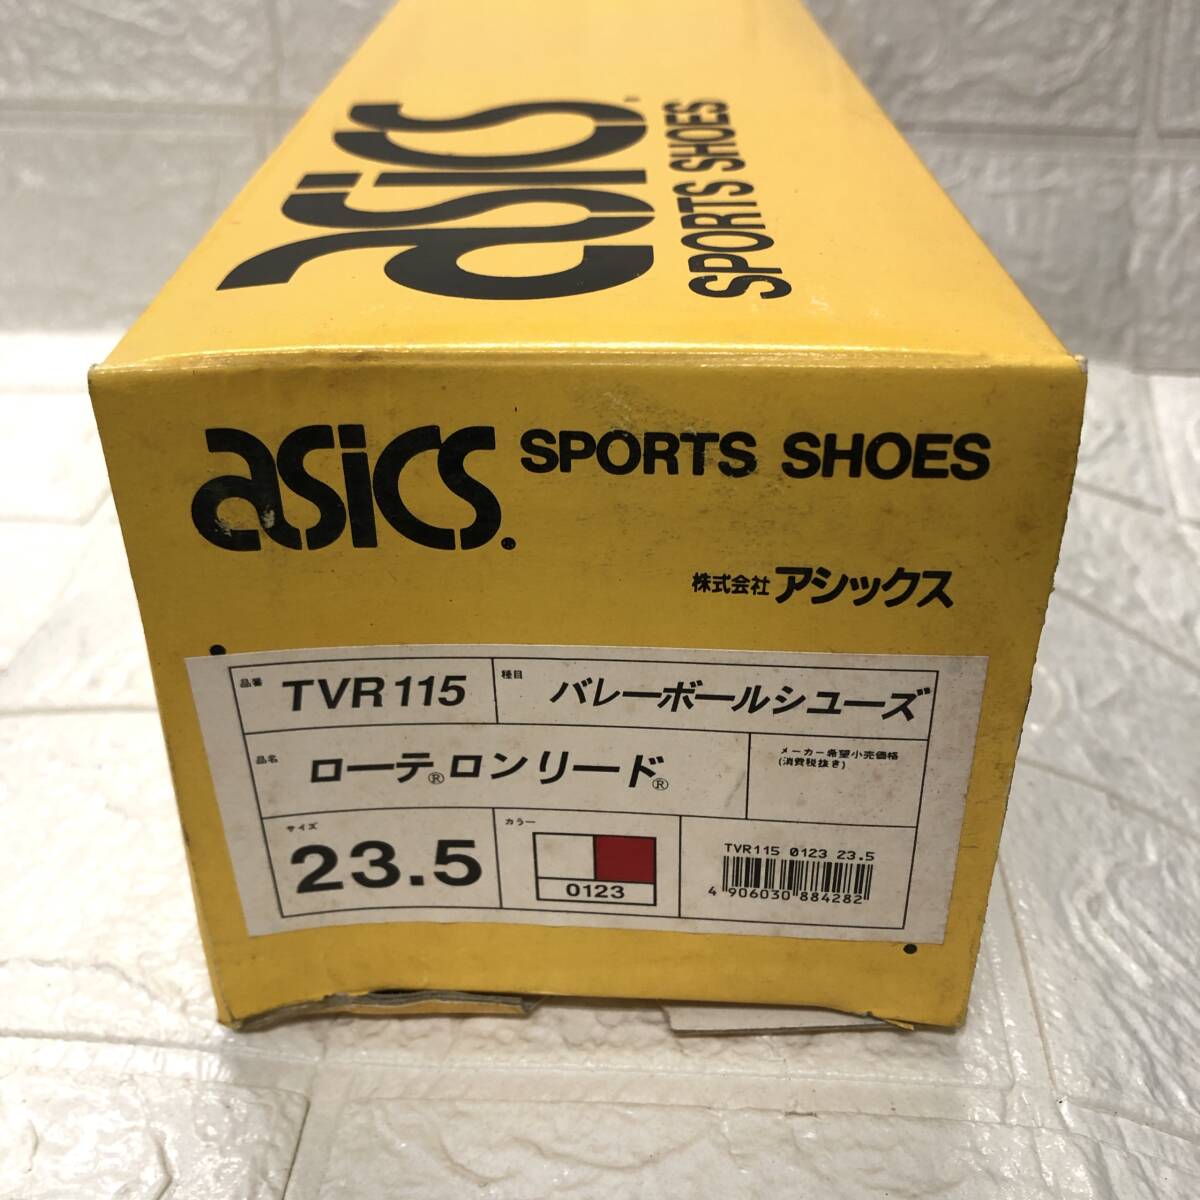 asics®
SPORTS SHOES
asics® SPORTS SHOES
株式会社 アシックス
品番 TVR115 種目 バレーボールシューズ
品名 ローテ®ロンリード®
メーカー希望小売価格
(消費税抜き)
サイズ 23.5 カラー
0123
TVR115 0123 23.5
4 906030 884282